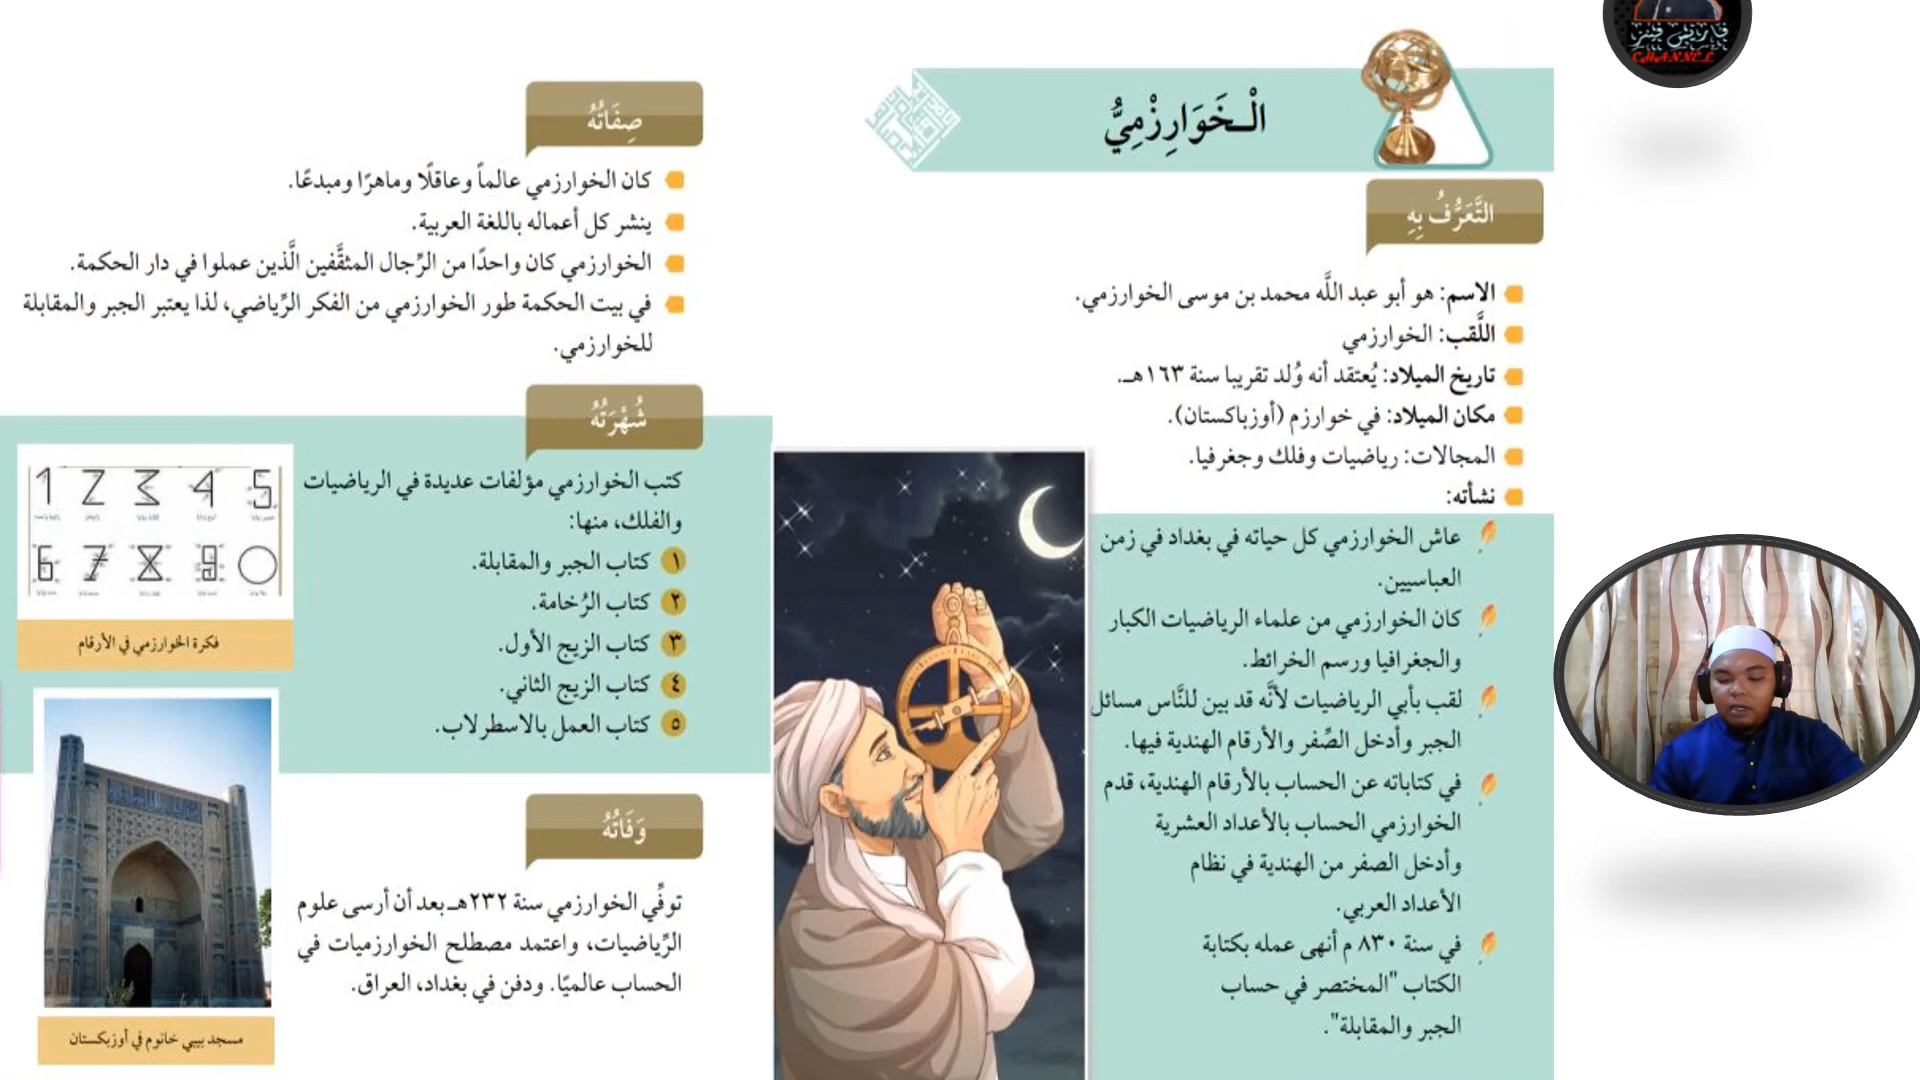 الْـخَوَارِزْمِيُّ
التَّعَرُّفُ بِهِ
الاسم: هو أبو عبد اللَّه محمد بن موسى الخوارزمي.
اللَّقب: الخوارزمي
تاريخ الميلاد: يُعتقد أنه وُلد تقريبا سنة ١٦٣هـ.
مكان الميلاد: في خوارزم (أوزباكستان).
المجالات: رياضيات وفلك وجغرفيا.
نشأته:
عاش الخوارزمي كل حياته في بغداد في زمن
العباسيين.
كان الخوارزمي من علماء الرياضيات الكبار
والجغرافيا ورسم الخرائط.
لقب بأبي الرياضيات لأنَّه قد بين للنَّاس مسائل
الجبر وأدخل الصِّفر والأرقام الهندية فيها.
في كتاباته عن الحساب بالأرقام الهندية، قدم
الخوارزمي الحساب بالأعداد العشرية
وأدخل الصفر من الهندية في نظام
الأعداد العربي.
في سنة ٨٣٠ م أنهى عمله بكتابة
الكتاب "المختصر في حساب
الجبر والمقابلة".
صِفَاتُهُ
كان الخوارزمي عالماً وعاقلًا وماهرًا ومبدعًا.
ينشر كل أعماله باللغة العربية.
الخوارزمي كان واحدًا من الرِّجال المثقَّفين الَّذين عملوا في دار الحكمة.
في بيت الحكمة طور الخوارزمي من الفكر الرِّياضي، لذا يعتبر الجبر والمقابلة
للخوارزمي.
شُهْرَتُهُ
كتب الخوارزمي مؤلفات عديدة في الرياضيات
والفلك، منها:
١ كتاب الجبر والمقابلة.
٢ كتاب الرُخامة.
٣ كتاب الزيج الأول.
٤ كتاب الزيج الثاني.
٥ كتاب العمل بالاسطرلاب.
1 2 3 4 5
6 7 8 9 0
فكرة الخوارزمي في الأرقام
وَفَاتُهُ
توفِّي الخوارزمي سنة ٢٣٢هـ بعد أن أرسى علوم
الرِّياضيات، واعتمد مصطلح الخوارزميات في
الحساب عالميًا. ودفن في بغداد، العراق.
مسجد بيبي خانوم في أوزبكستان
CHANNEL